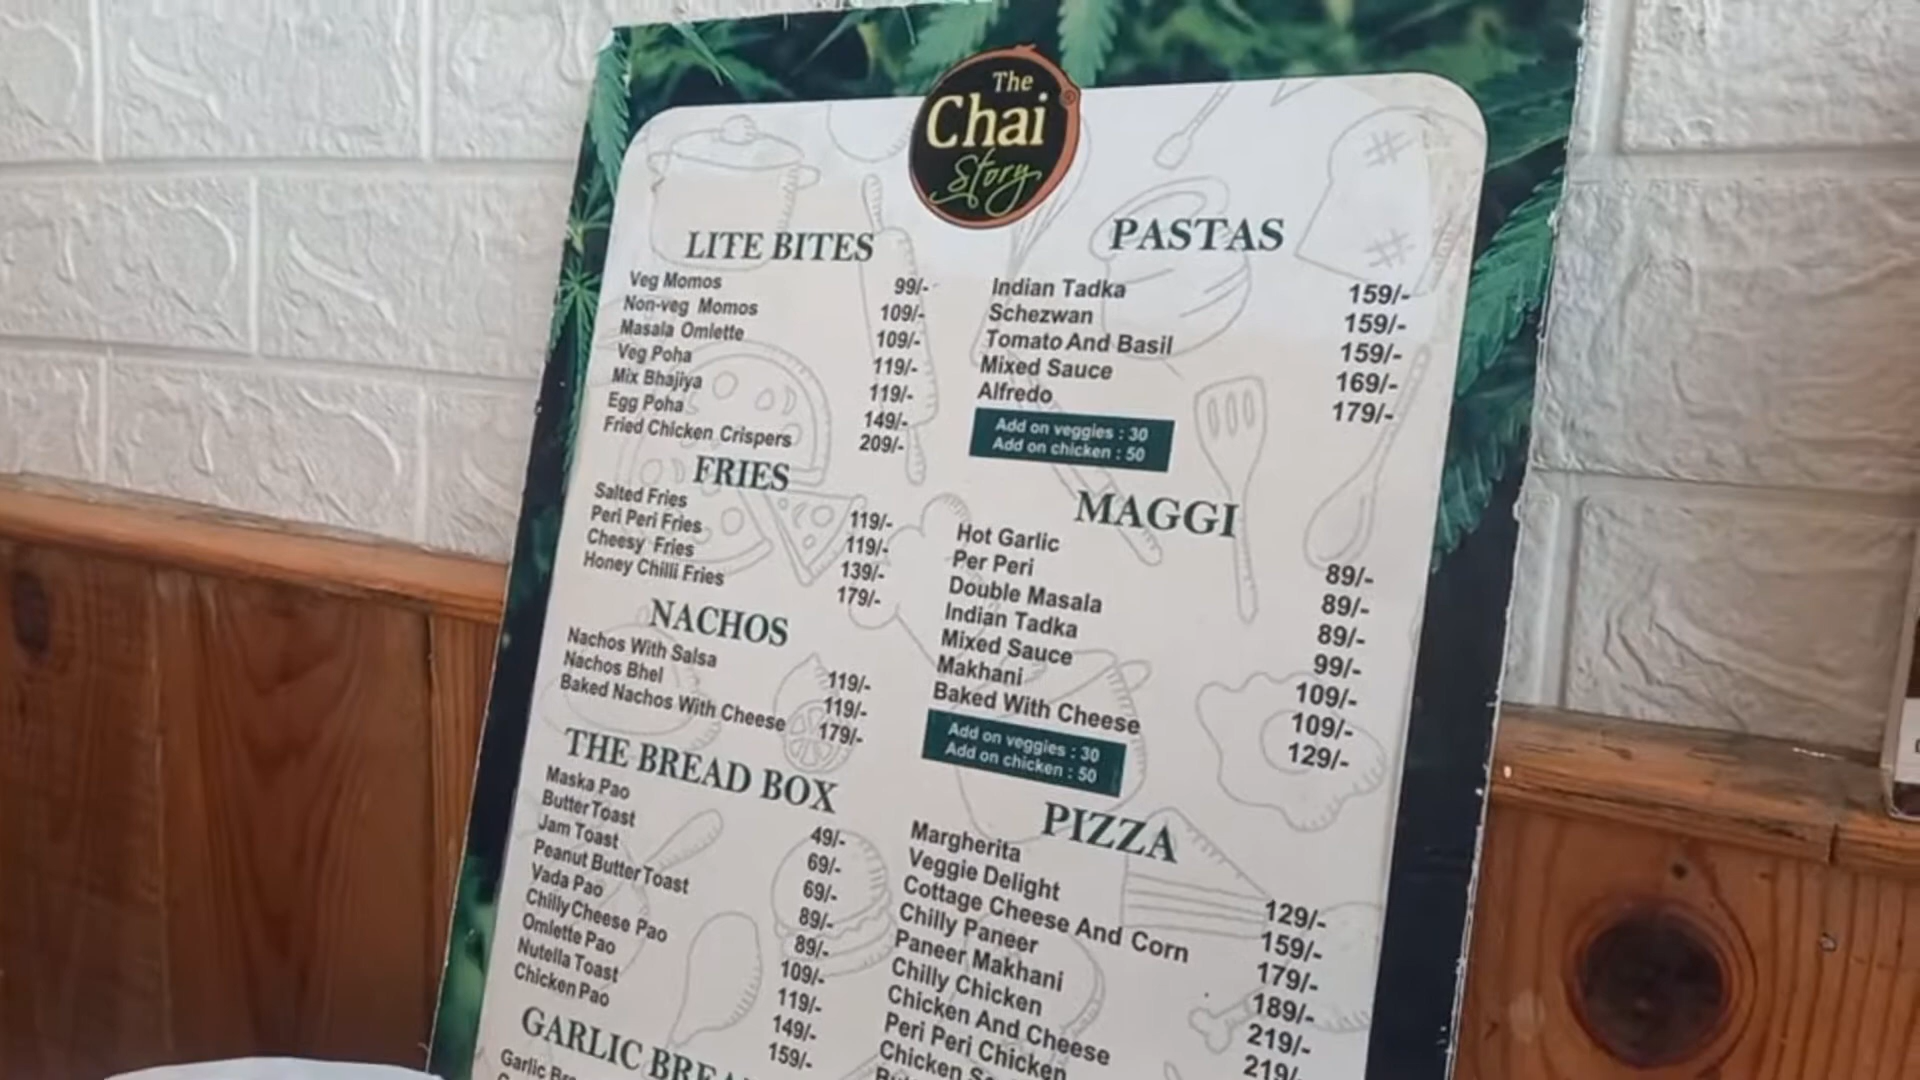 The
Chai
Story
LITE BITES
Veg Momos 99/-
Non-veg Momos 109/-
Masala Omlette 109/-
Veg Poha 119/-
Mix Bhajiya 119/-
Egg Poha 149/-
Fried Chicken Crispers 209/-
FRIES
Salted Fries 119/-
Peri Peri Fries 119/-
Cheesy Fries 139/-
Honey Chilli Fries 179/-
NACHOS
Nachos With Salsa 119/-
Nachos Bhel 119/-
Baked Nachos With Cheese 179/-
THE BREAD BOX
Maska Pao 49/-
Butter Toast 69/-
Jam Toast 69/-
Peanut Butter Toast 89/-
Vada Pao 89/-
Chilly Cheese Pao 109/-
Omlette Pao 119/-
Nutella Toast 149/-
Chicken Pao 159/-
GARLIC
Garlic
PASTAS
Indian Tadka 159/-
Schezwan 159/-
Tomato And Basil 159/-
Mixed Sauce 169/-
Alfredo 179/-
Add on veggies : 30
Add on chicken : 50
MAGGI
Hot Garlic 89/-
Per Peri 89/-
Double Masala 89/-
Indian Tadka 99/-
Mixed Sauce 109/-
Makhani 109/-
Baked With Cheese 129/-
Add on veggies : 30
Add on chicken : 50
PIZZA
Margherita 129/-
Veggie Delight 159/-
Cottage Cheese And Corn 179/-
Chilly Paneer 189/-
Paneer Makhani 219/-
Chilly Chicken 219/-
Chicken And Cheese
Peri Peri Chicken
Chicken